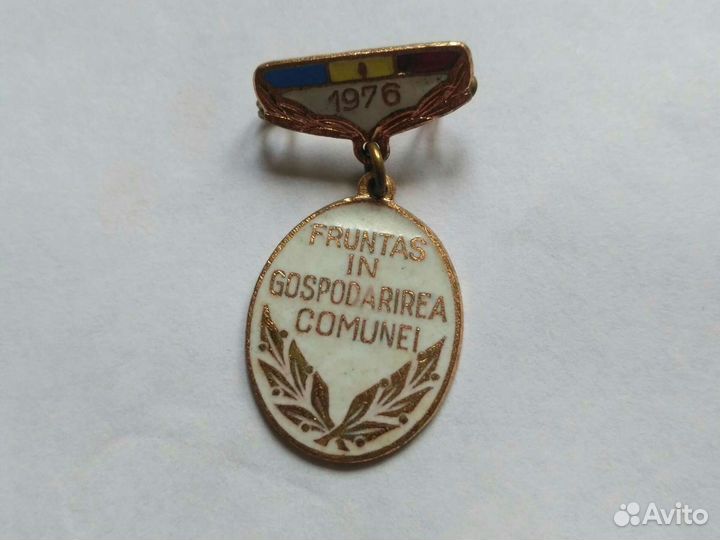 1976
FRUNTAS
IN
GOSPODARIREA
COMUNEI
Avito